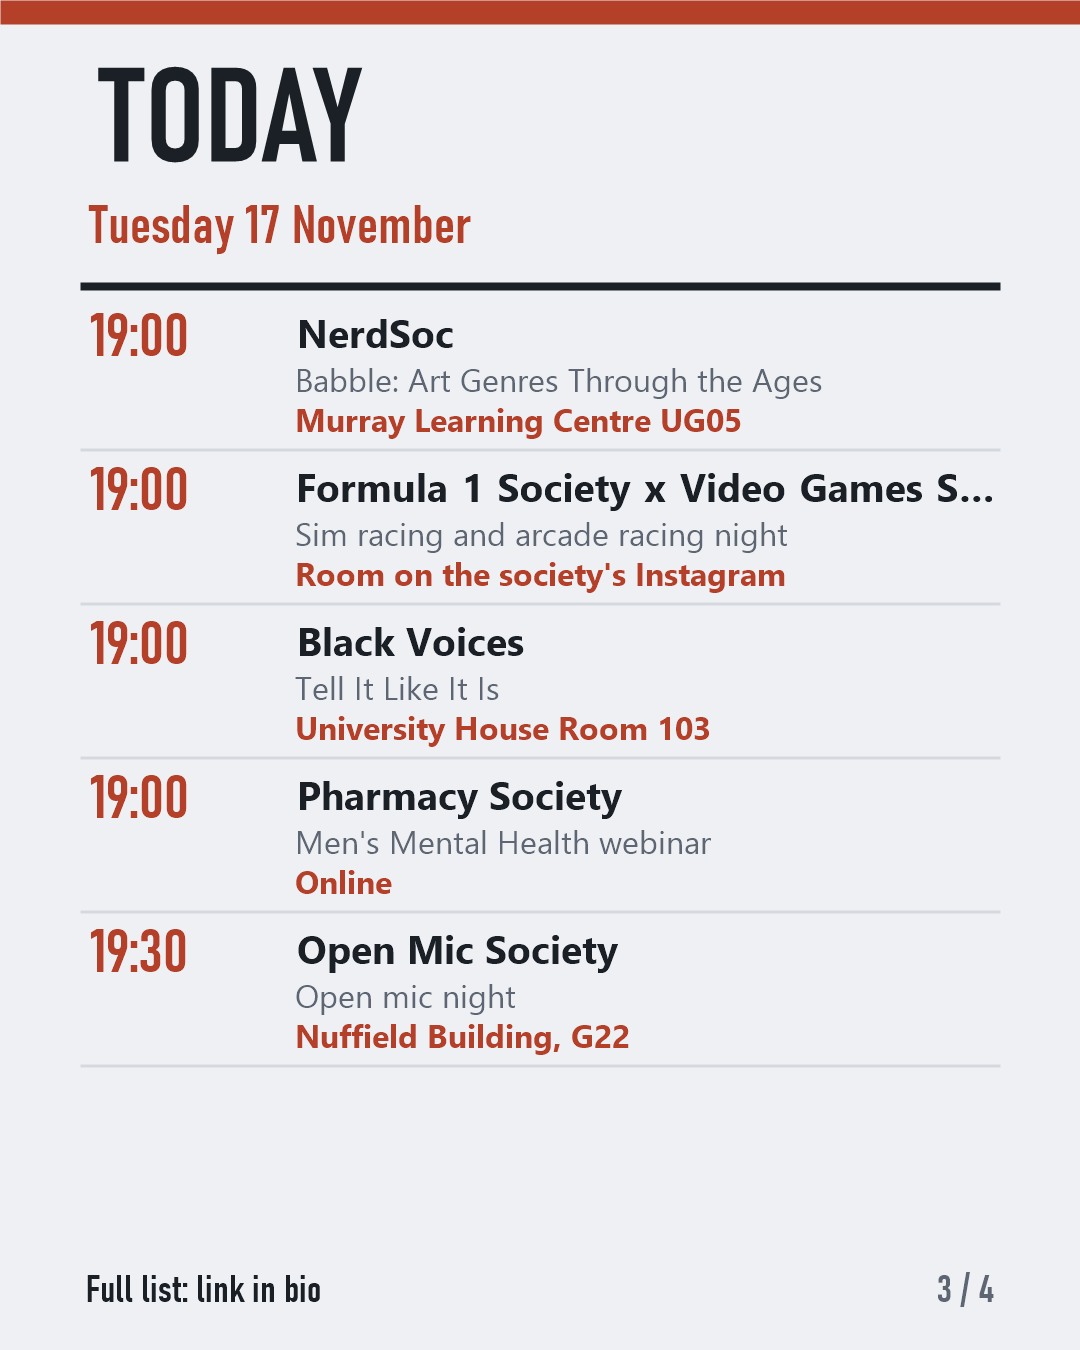 TODAY
Tuesday 17 November
19:00
NerdSoc
Babble: Art Genres Through the Ages
Murray Learning Centre UG05
19:00
Formula 1 Society x Video Games S...
Sim racing and arcade racing night
Room on the society's Instagram
19:00
Black Voices
Tell It Like It Is
University House Room 103
19:00
Pharmacy Society
Men's Mental Health webinar
Online
19:30
Open Mic Society
Open mic night
Nuffield Building, G22
Full list: link in bio
3 / 4